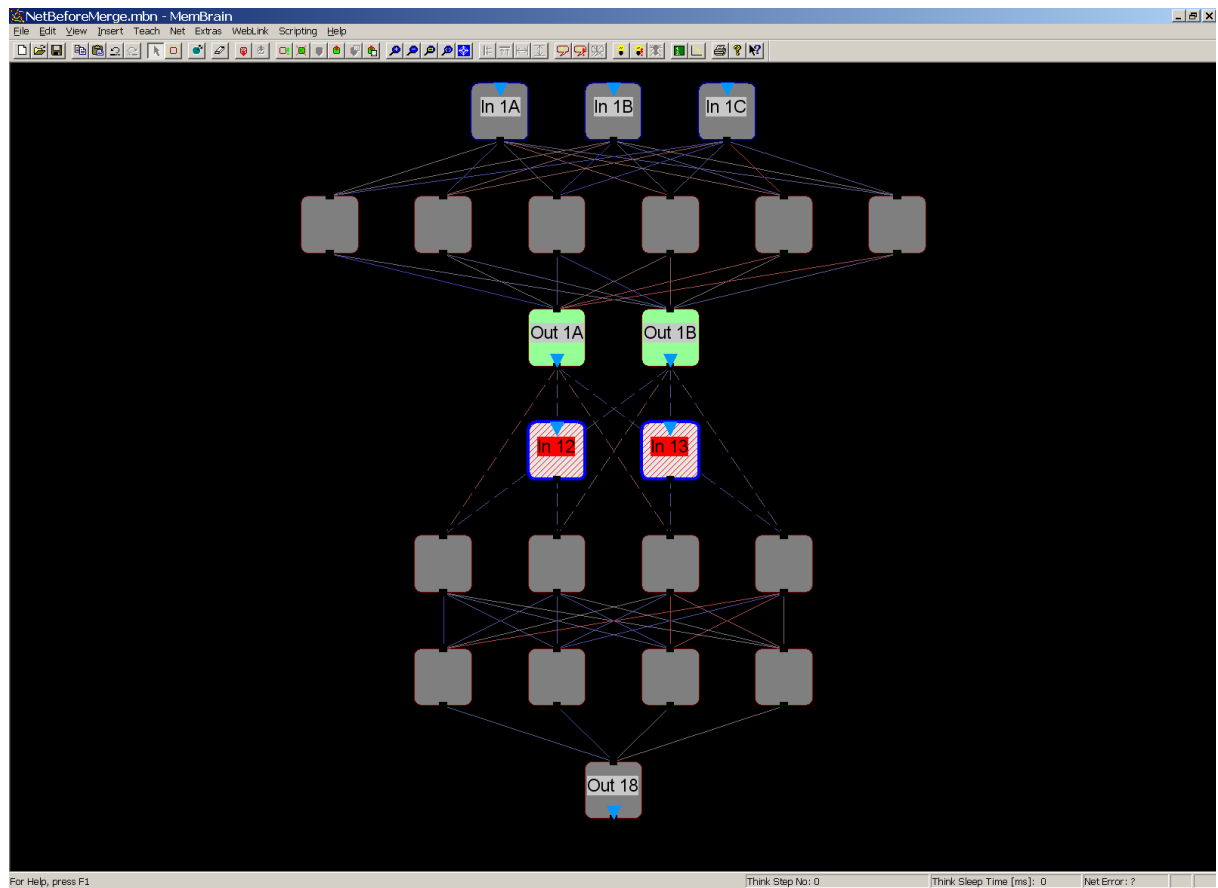 NetBeforeMerge.mbn - MemBrain
File Edit View Insert Teach Net Extras WebLink Scripting Help
In 1A In 1B In 1C
Out 1A Out 1B
In 12 In 13
Out 18
For Help, press F1 Think Step No: 0 Think Sleep Time [ms]: 0 Net Error: ?